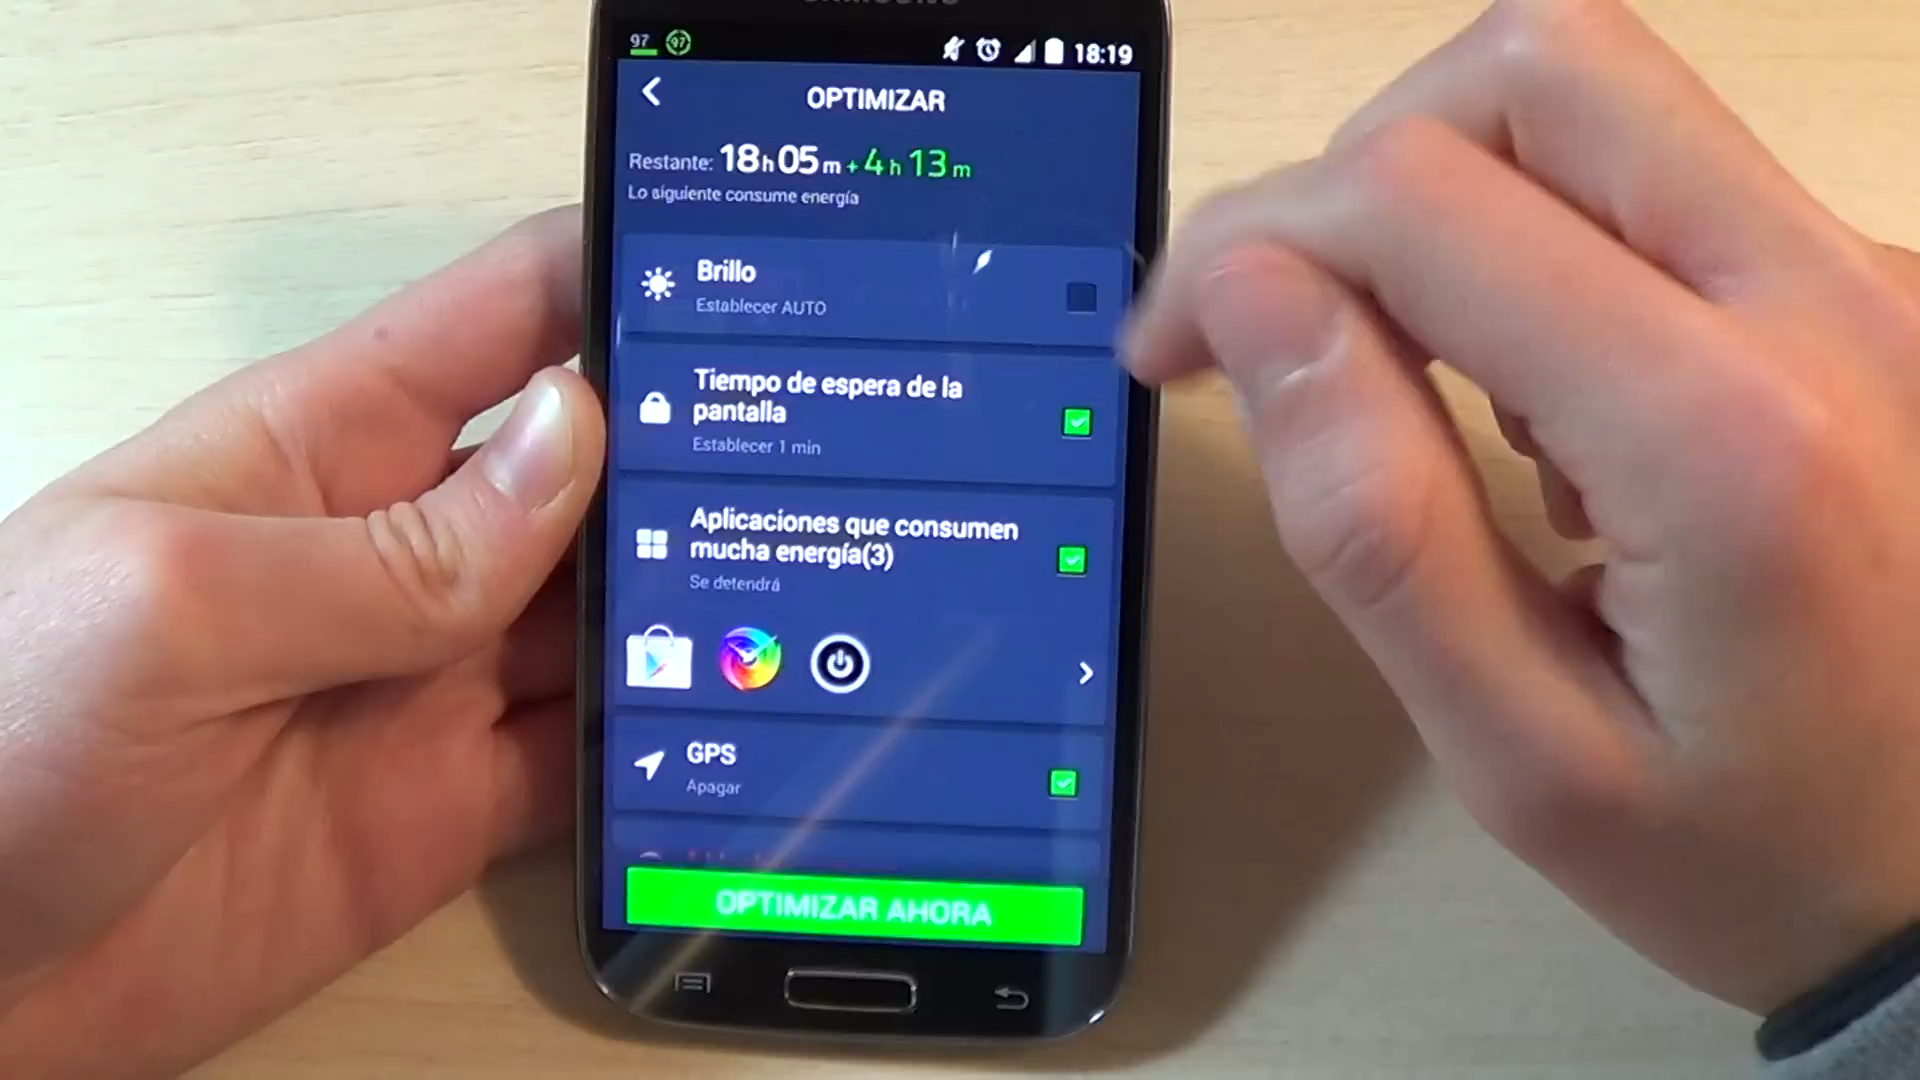 SAMSUNG
97 97 18:19
OPTIMIZAR
Restante: 18h05m+4h13m
Lo siguiente consume energía
Brillo
Establecer AUTO
Tiempo de espera de la
pantalla
Establecer 1 min
Aplicaciones que consumen
mucha energía(3)
Se detendrá
GPS
Apagar
OPTIMIZAR AHORA